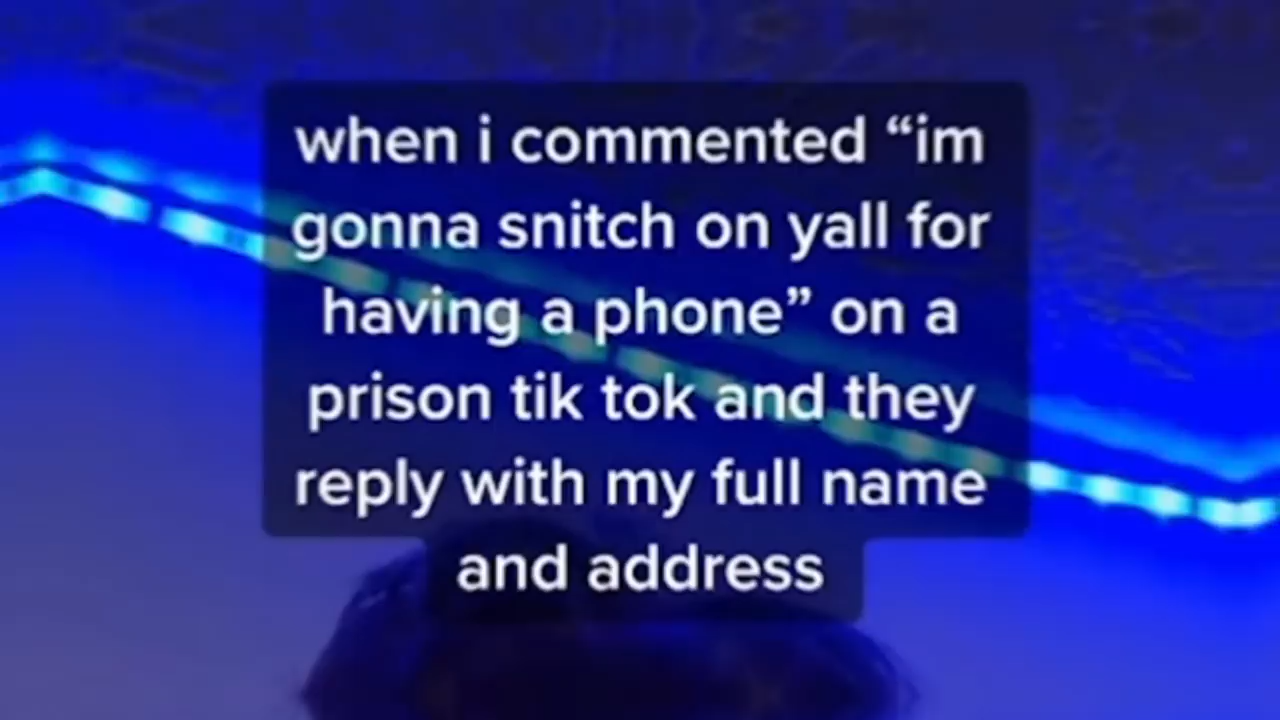 when i commented “im
gonna snitch on yall for
having a phone” on a
prison tik tok and they
reply with my full name
and address